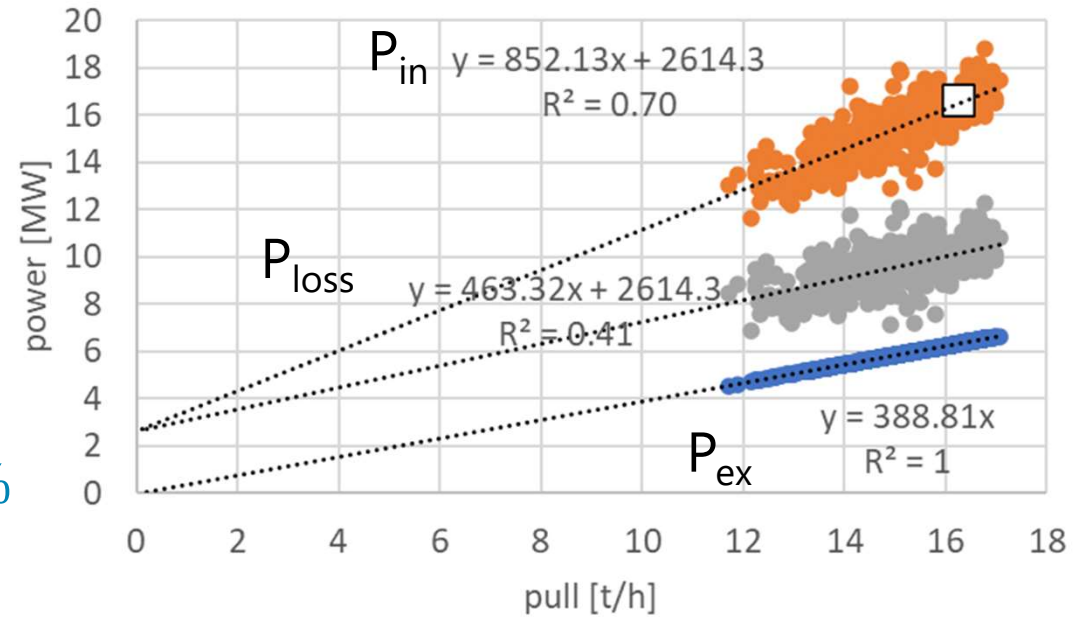 20
18
16
14
12
10
8
6
4
2
0
power [MW]
P_in y = 852.13x + 2614.3
R² = 0.70
P_loss
y = 463.32x + 2614.3
R² = 0.41
y = 388.81x
R² = 1
P_ex
0 2 4 6 8 10 12 14 16 18
pull [t/h]